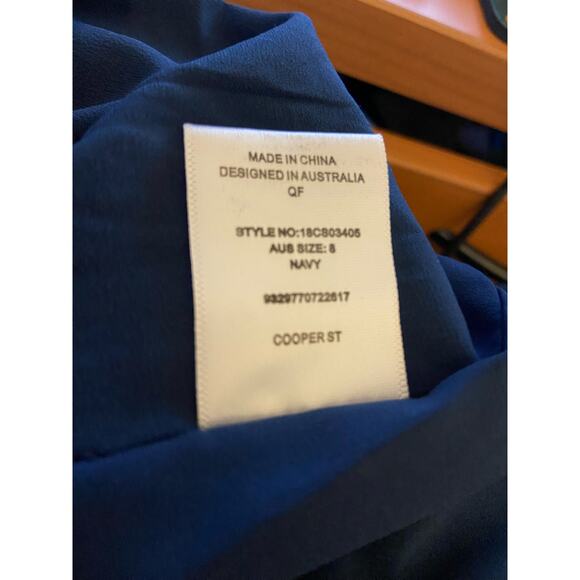 MADE IN CHINA
DESIGNED IN AUSTRALIA
QF
STYLE NO:18CS03405
AUS SIZE: 8
NAVY
9329770722617
COOPER ST